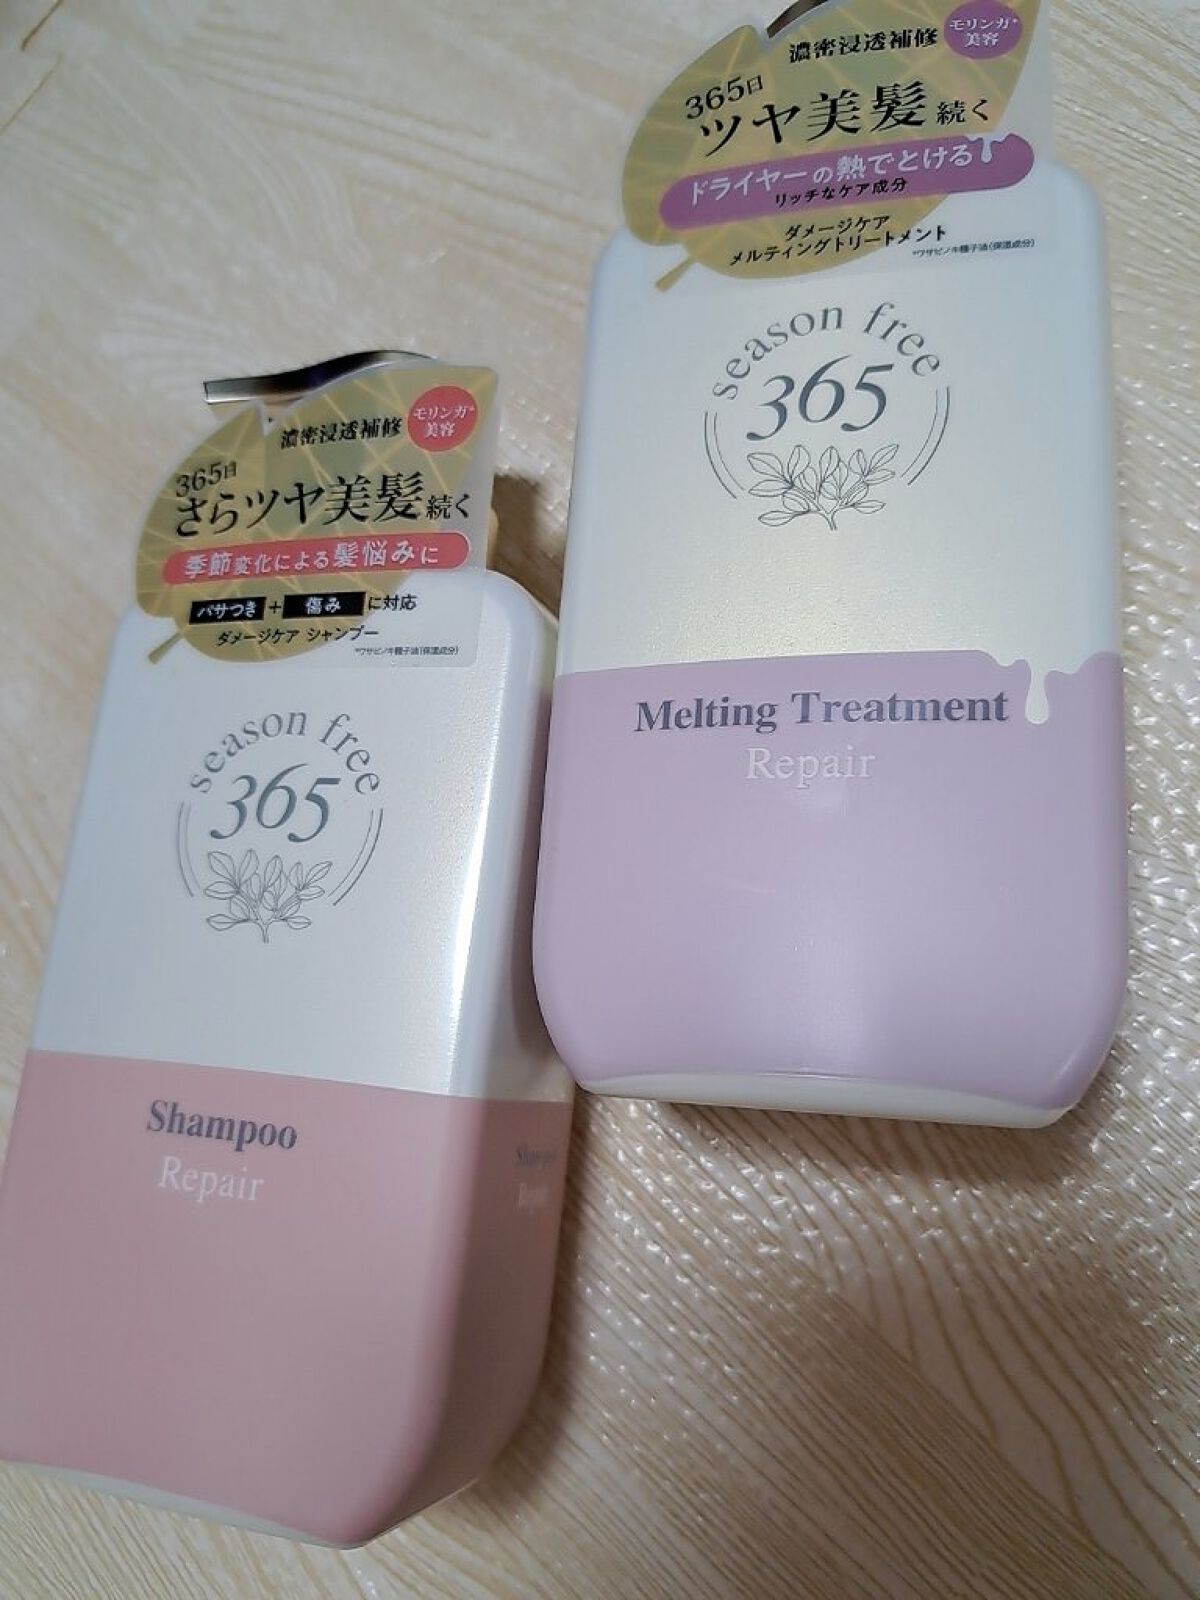 濃密浸透補修
モリンガ*
美容
365日
さらツヤ美髪続く
季節変化による髪悩みに
パサつき + 傷み に対応
ダメージケア シャンプー
*ワサビノキ種子油(保湿成分)
season free
365
Shampoo
Repair
Shampoo
Repair
濃密浸透補修
モリンガ*
美容
365日
ツヤ美髪続く
ドライヤーの熱でとける
リッチなケア成分
ダメージケア
メルティングトリートメント
*ワサビノキ種子油(保湿成分)
season free
365
Melting Treatment
Repair